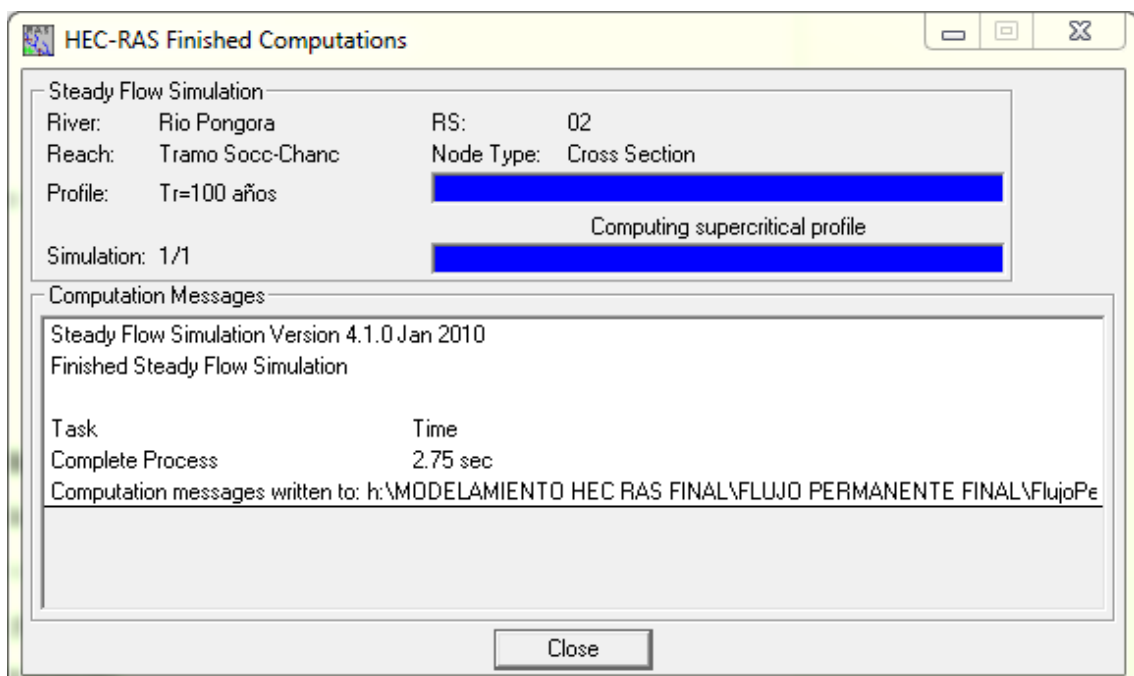 HEC-RAS Finished Computations
Steady Flow Simulation
River: Rio Pongora RS: 02
Reach: Tramo Socc-Chanc Node Type: Cross Section
Profile: Tr=100 años
Computing supercritical profile
Simulation: 1/1
Computation Messages
Steady Flow Simulation Version 4.1.0 Jan 2010
Finished Steady Flow Simulation
Task Time
Complete Process 2.75 sec
Computation messages written to: h:\MODELAMIENTO HEC RAS FINAL\FLUJO PERMANENTE FINAL\FlujoPe
Close